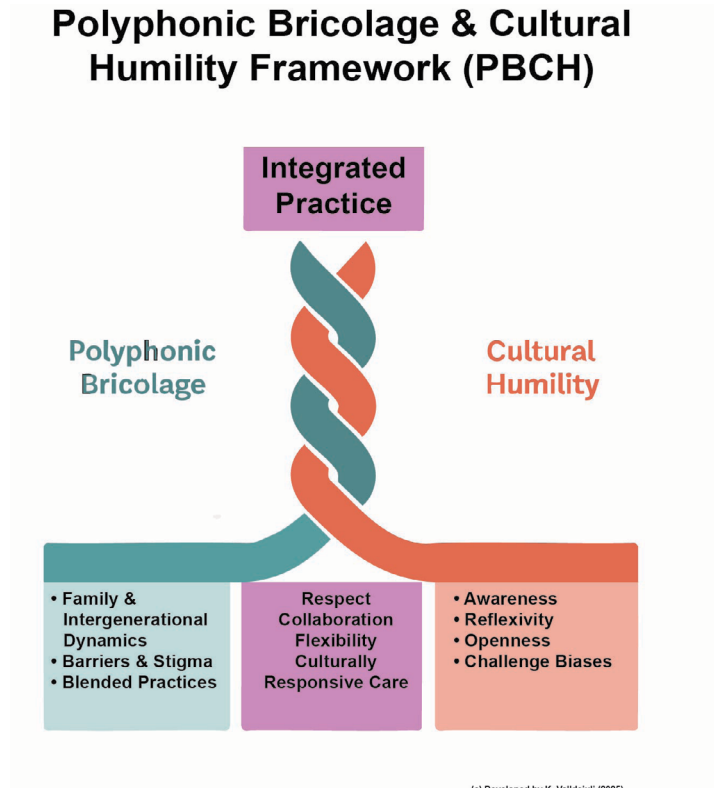 Polyphonic Bricolage & Cultural
Humility Framework (PBCH)
Integrated
Practice
Polyphonic
Bricolage
Cultural
Humility
• Family &
Intergenerational
Dynamics
• Barriers & Stigma
• Blended Practices
Respect
Collaboration
Flexibility
Culturally
Responsive Care
• Awareness
• Reflexivity
• Openness
• Challenge Biases